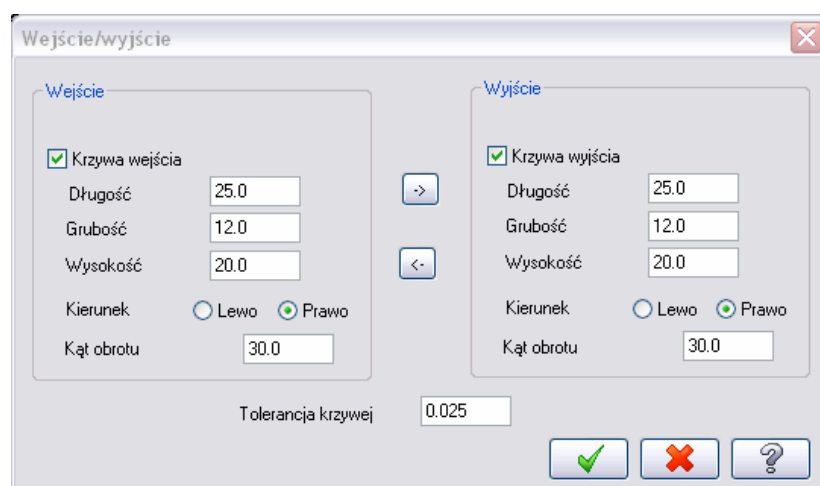 Wejście/wyjście
Wejście
Krzywa wejścia
Długość 25.0
Grubość 12.0
Wysokość 20.0
Kierunek Lewo Prawo
Kąt obrotu 30.0
->
<-
Wyjście
Krzywa wyjścia
Długość 25.0
Grubość 12.0
Wysokość 20.0
Kierunek Lewo Prawo
Kąt obrotu 30.0
Tolerancja krzywej 0.025
?